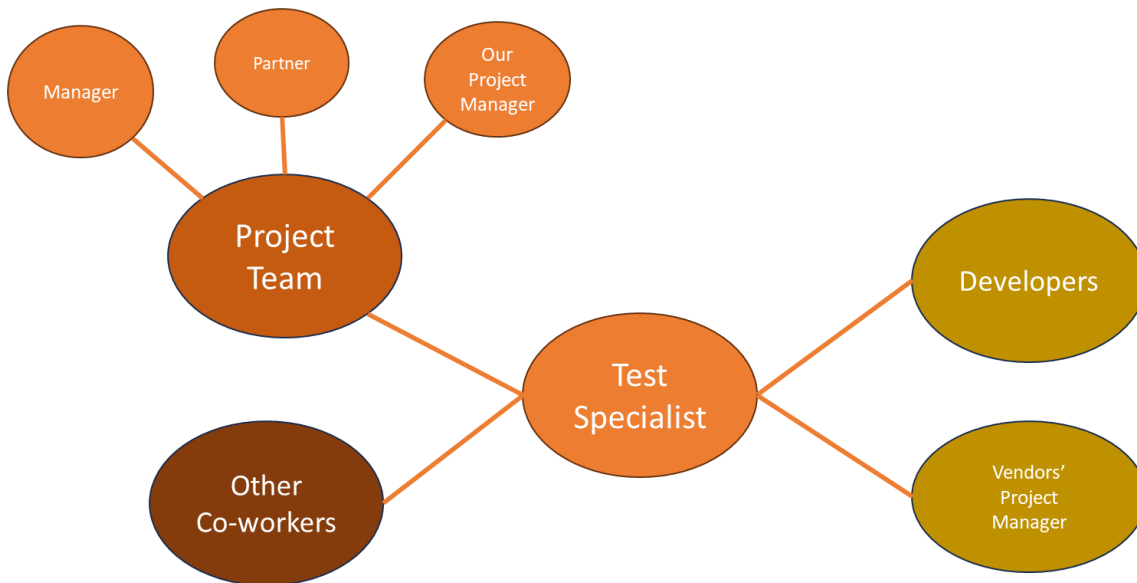 Manager
Partner
Our
Project
Manager
Project
Team
Developers
Test
Specialist
Other
Co-workers
Vendors’
Project
Manager